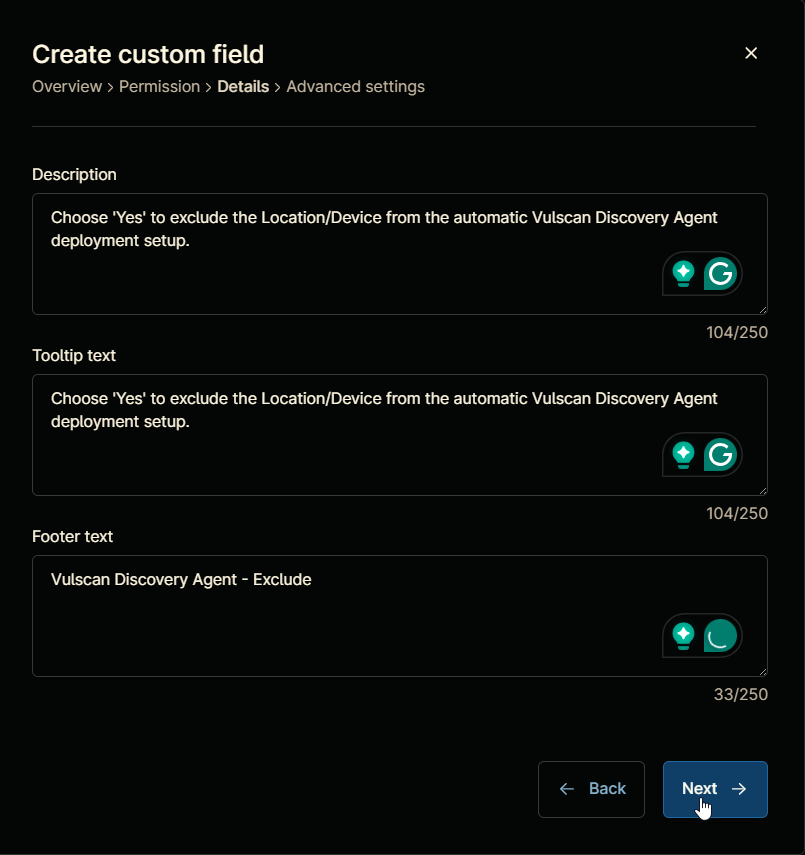 Create custom field
Overview > Permission > Details > Advanced settings
Description
Choose 'Yes' to exclude the Location/Device from the automatic Vulscan Discovery Agent
deployment setup.
104/250
Tooltip text
Choose 'Yes' to exclude the Location/Device from the automatic Vulscan Discovery Agent
deployment setup.
104/250
Footer text
Vulscan Discovery Agent - Exclude
33/250
Back
Next